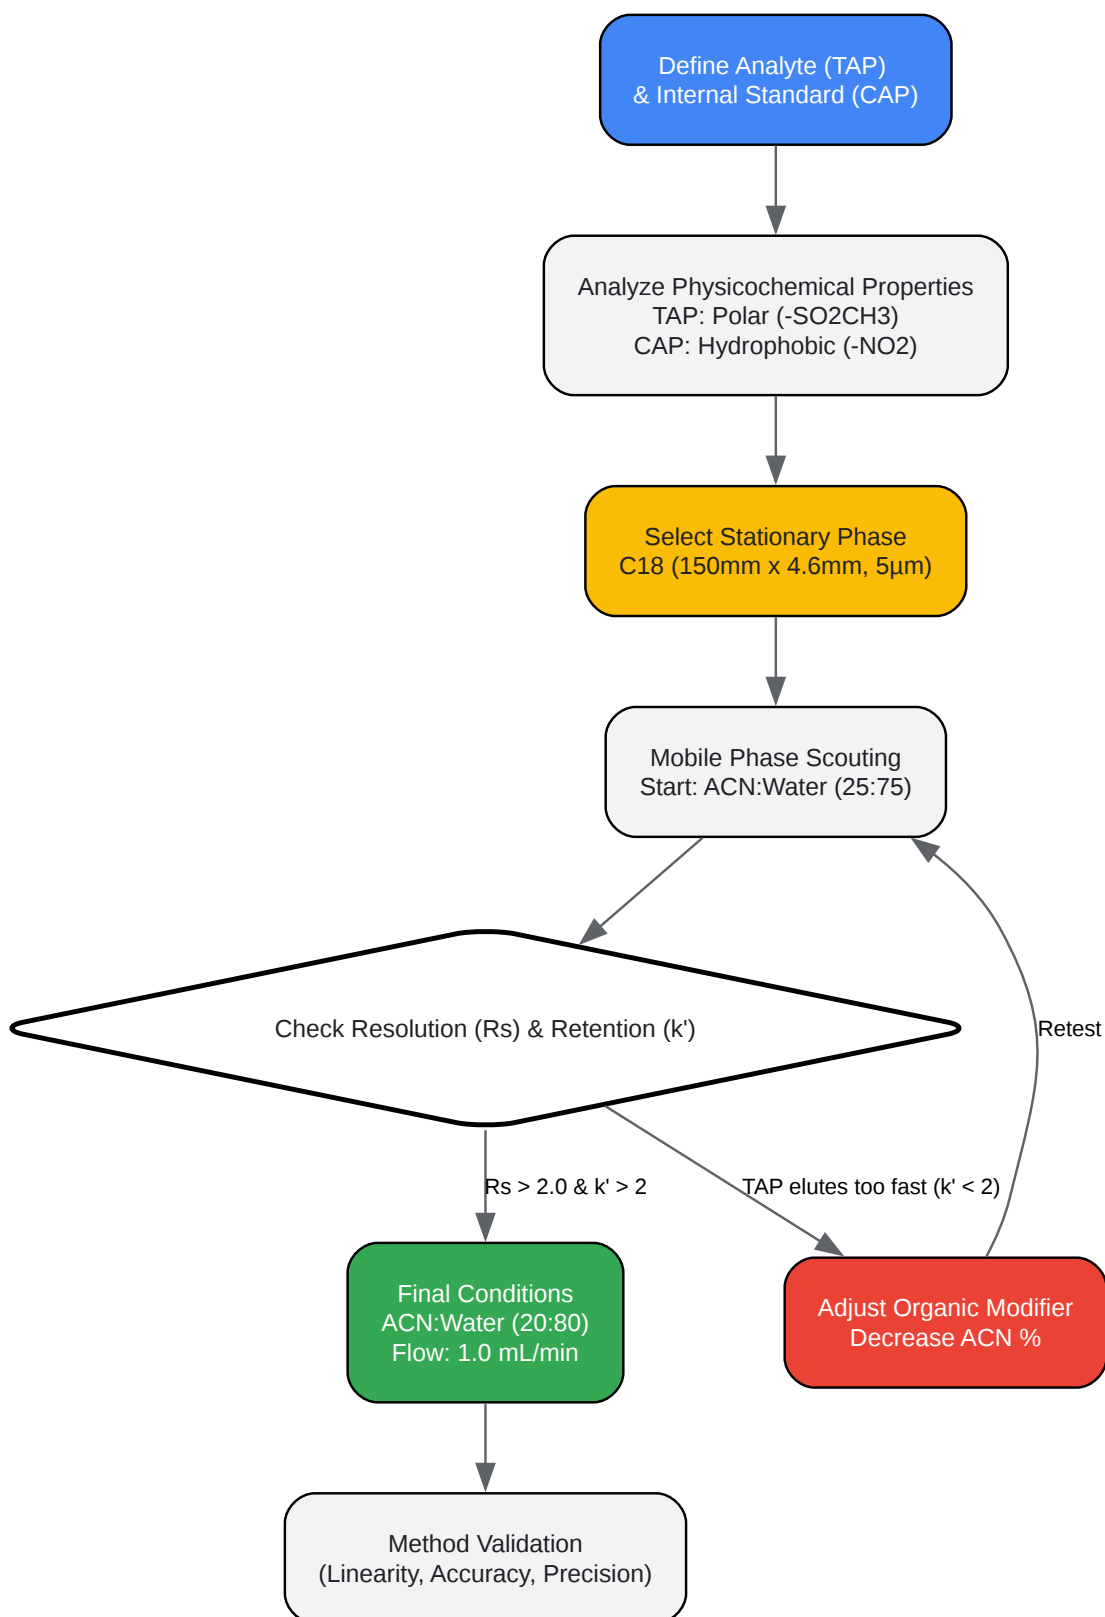 Define Analyte (TAP)
& Internal Standard (CAP)
Analyze Physicochemical Properties
TAP: Polar (-SO2CH3)
CAP: Hydrophobic (-NO2)
Select Stationary Phase
C18 (150mm x 4.6mm, 5µm)
Mobile Phase Scouting
Start: ACN:Water (25:75)
Check Resolution (Rs) & Retention (k')
Retest
Rs > 2.0 & k' > 2
TAP elutes too fast (k' < 2)
Final Conditions
ACN:Water (20:80)
Flow: 1.0 mL/min
Adjust Organic Modifier
Decrease ACN %
Method Validation
(Linearity, Accuracy, Precision)